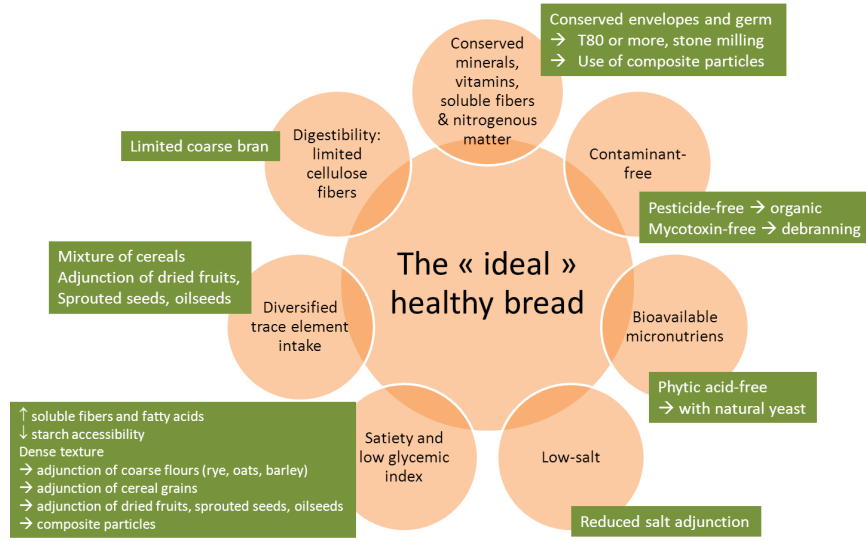 Conserved envelopes and germ
→ T80 or more, stone milling
→ Use of composite particles
Conserved
minerals,
vitamins,
soluble fibers
& nitrogenous
matter
Limited coarse bran
Digestibility:
limited
cellulose
fibers
Contaminant-
free
Pesticide-free → organic
Mycotoxin-free → debranning
The « ideal »
healthy bread
Mixture of cereals
Adjunction of dried fruits,
Sprouted seeds, oilseeds
Diversified
trace element
intake
Bioavailable
micronutriens
Phytic acid-free
→ with natural yeast
↑ soluble fibers and fatty acids
↓ starch accessibility
Dense texture
→ adjunction of coarse flours (rye, oats, barley)
→ adjunction of cereal grains
→ adjunction of dried fruits, sprouted seeds, oilseeds
→ composite particles
Satiety and
low glycemic
index
Low-salt
Reduced salt adjunction